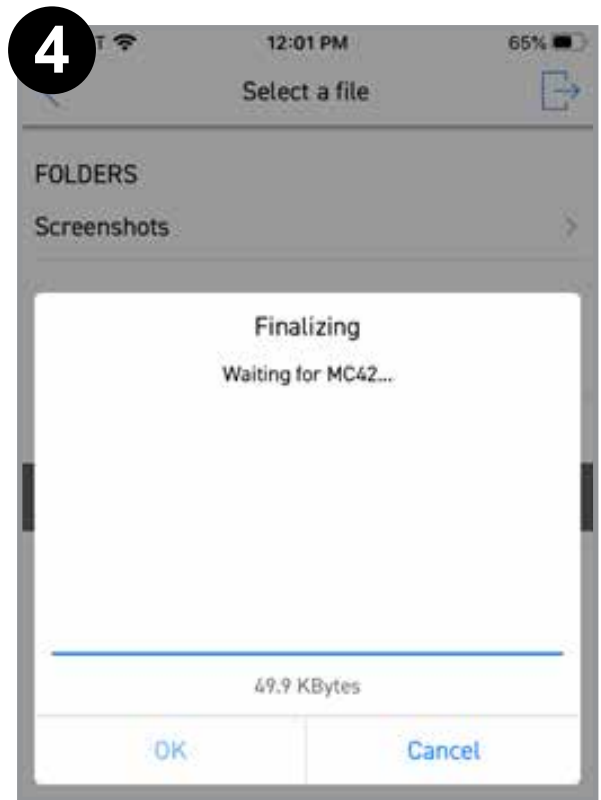 4
T 12:01 PM 65%
Select a file
FOLDERS
Screenshots
Finalizing
Waiting for MC42...
49.9 KBytes
OK Cancel